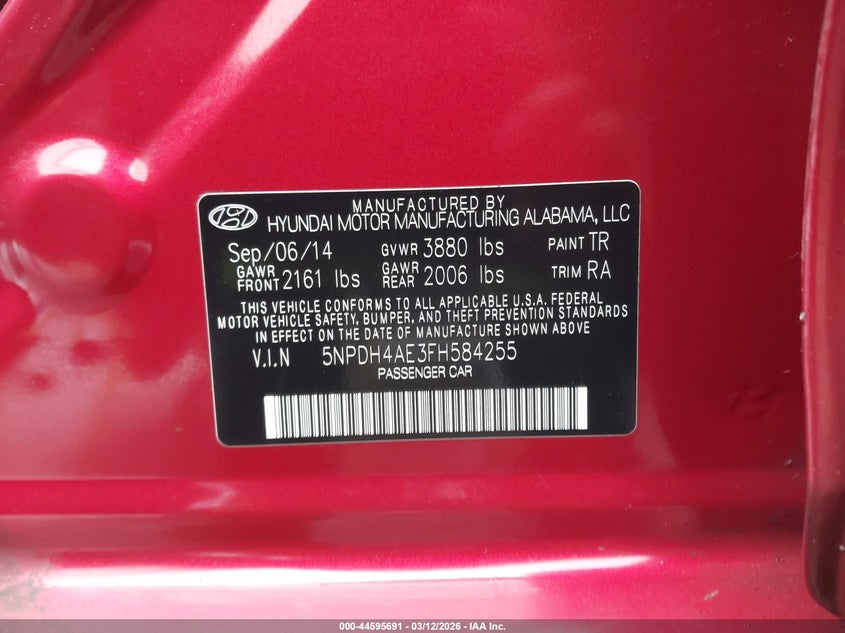 MANUFACTURED BY
HYUNDAI MOTOR MANUFACTURING ALABAMA, LLC
Sep/06/14 GVWR 3880 lbs PAINT TR
GAWR FRONT 2161 lbs GAWR REAR 2006 lbs TRIM RA
THIS VEHICLE CONFORMS TO ALL APPLICABLE U.S.A. FEDERAL
MOTOR VEHICLE SAFETY, BUMPER, AND THEFT PREVENTION STANDARDS
IN EFFECT ON THE DATE OF MANUFACTURE SHOWN ABOVE
V.I.N 5NPDH4AE3FH584255
PASSENGER CAR
000-44595691 - 03/12/2026 - IAA Inc.